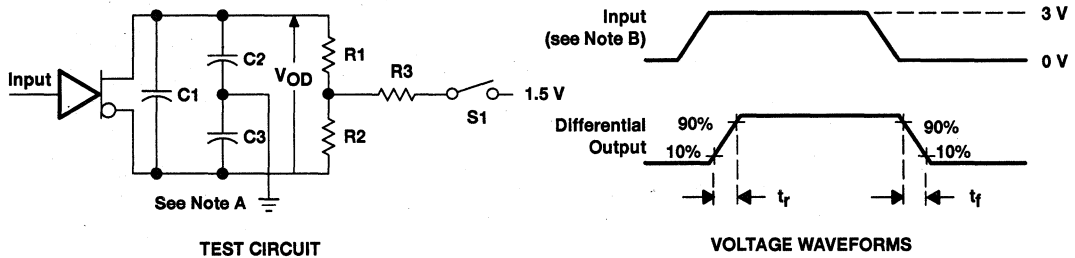 Input
C1
C2
C3
VOD
R1
R2
R3
S1
1.5 V
See Note A
TEST CIRCUIT
Input
(see Note B)
3 V
0 V
Differential
Output
90%
10%
90%
10%
tr
tf
VOLTAGE WAVEFORMS